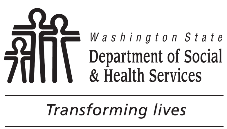 Washington State
Department of Social
& Health Services
Transforming lives